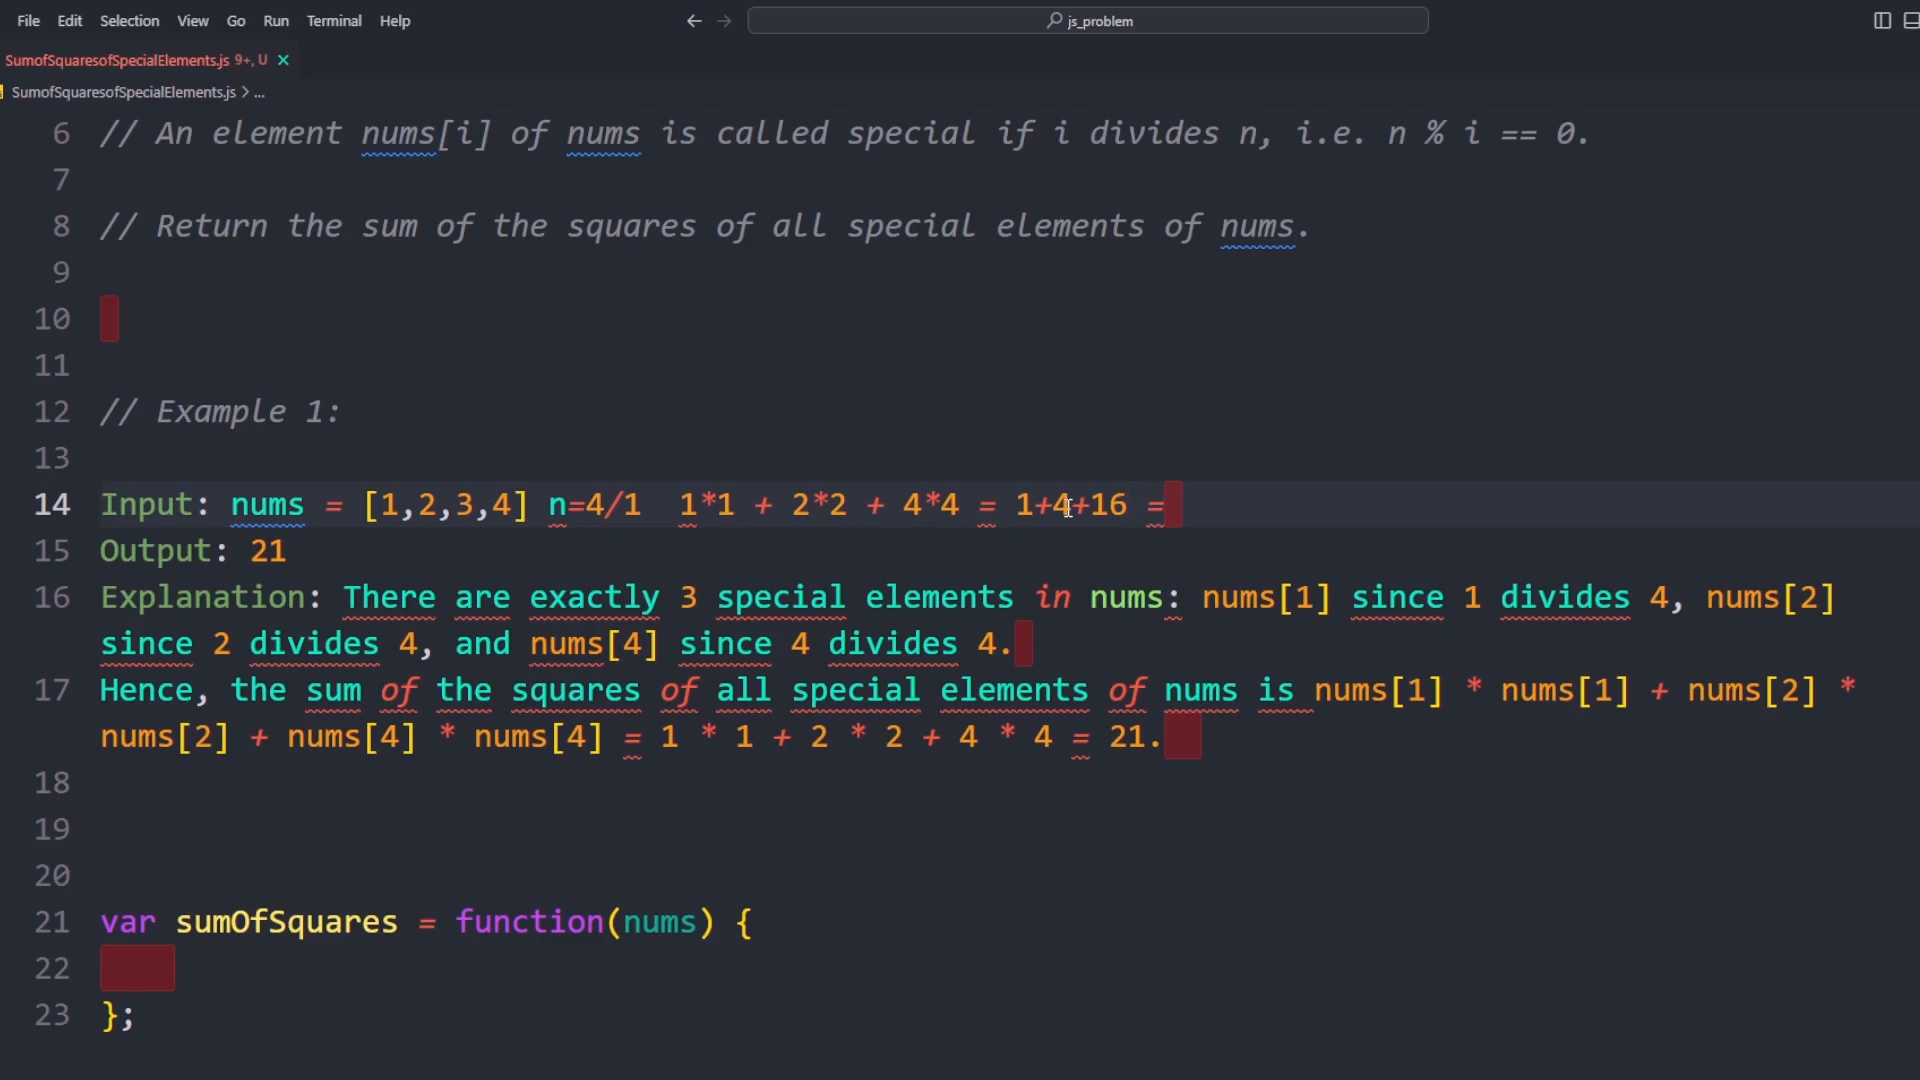 File Edit Selection View Go Run Terminal Help js_problem
SumofSquaresofSpecialElements.js 9+, U
SumofSquaresofSpecialElements.js > ...
6 // An element nums[i] of nums is called special if i divides n, i.e. n % i == 0.
7
8 // Return the sum of the squares of all special elements of nums.
9
10
11
12 // Example 1:
13
14 Input: nums = [1,2,3,4] n=4/1  1*1 + 2*2 + 4*4 = 1+4+16 =
15 Output: 21
16 Explanation: There are exactly 3 special elements in nums: nums[1] since 1 divides 4, nums[2]
since 2 divides 4, and nums[4] since 4 divides 4.
17 Hence, the sum of the squares of all special elements of nums is nums[1] * nums[1] + nums[2] *
nums[2] + nums[4] * nums[4] = 1 * 1 + 2 * 2 + 4 * 4 = 21.
18
19
20
21 var sumOfSquares = function(nums) {
22
23 };